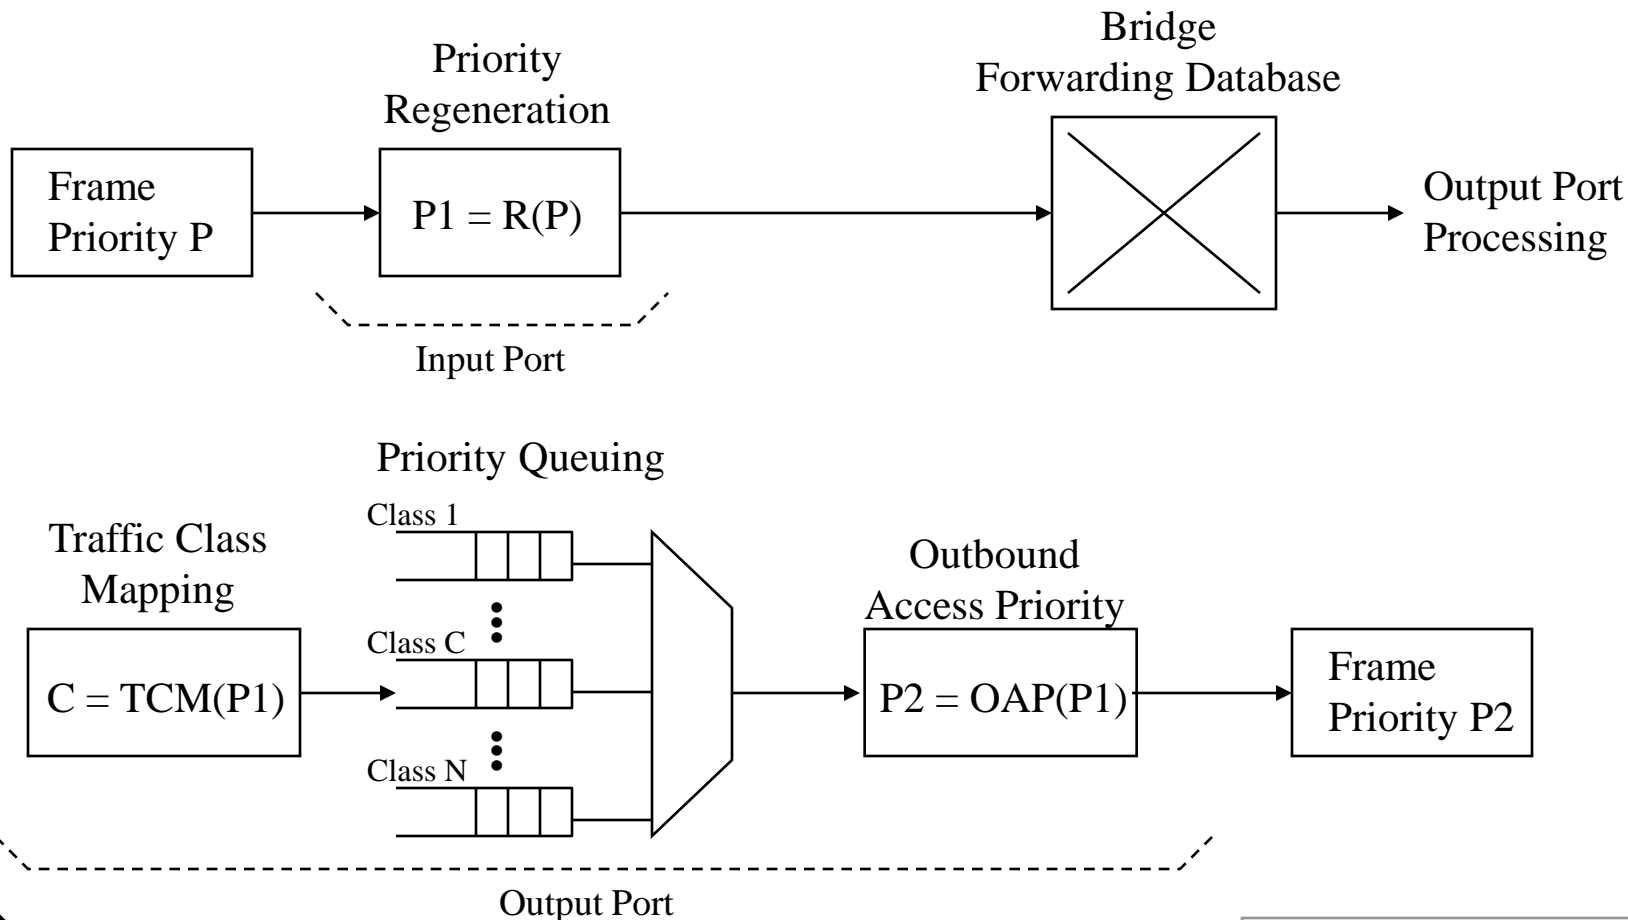 Priority
Regeneration
Bridge
Forwarding Database
Frame
Priority P
P1 = R(P)
Output Port
Processing
Input Port
Priority Queuing
Traffic Class
Mapping
Class 1
Outbound
Access Priority
C = TCM(P1)
Class C
P2 = OAP(P1)
Frame
Priority P2
Class N
Output Port